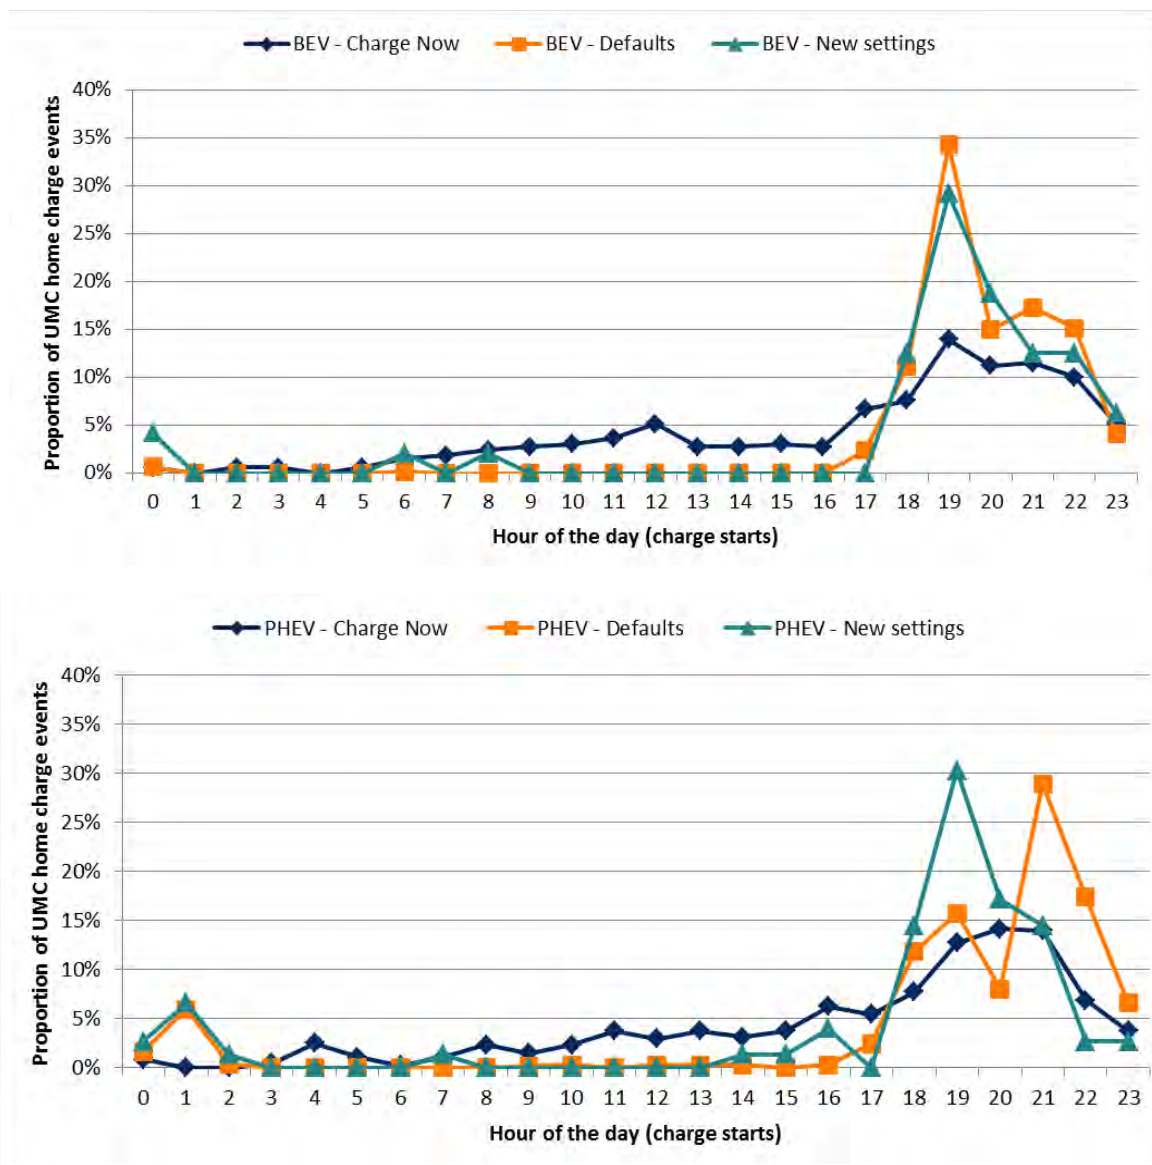 BEV - Charge Now BEV - Defaults BEV - New settings
Proportion of UMC home charge events
40%
35%
30%
25%
20%
15%
10%
5%
0%
0 1 2 3 4 5 6 7 8 9 10 11 12 13 14 15 16 17 18 19 20 21 22 23
Hour of the day (charge starts)
PHEV - Charge Now PHEV - Defaults PHEV - New settings
Proportion of UMC home charge events
40%
35%
30%
25%
20%
15%
10%
5%
0%
0 1 2 3 4 5 6 7 8 9 10 11 12 13 14 15 16 17 18 19 20 21 22 23
Hour of the day (charge starts)